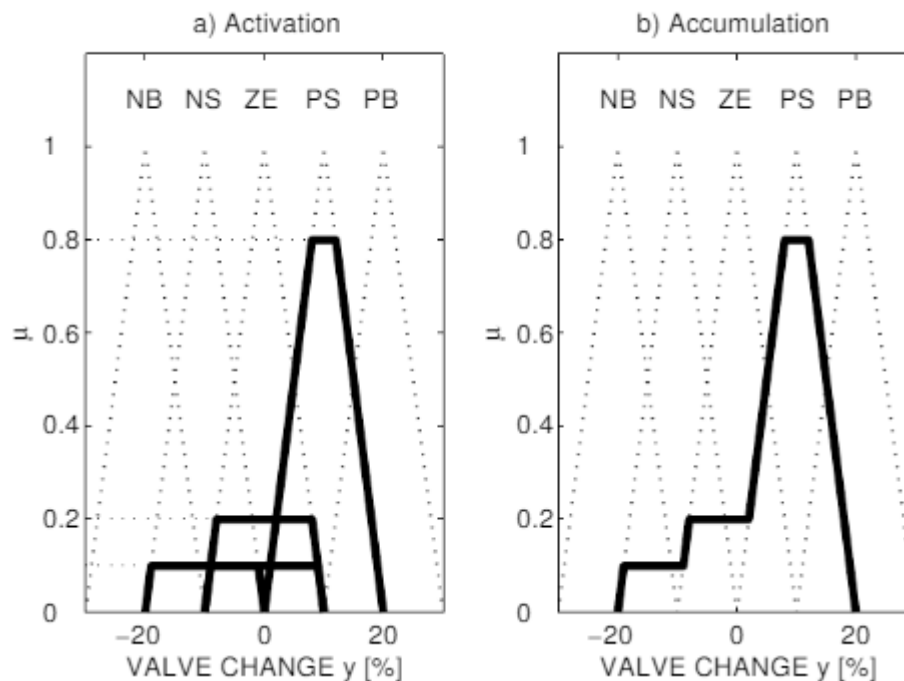 a) Activation
NB NS ZE PS PB
1
0.8
0.6
0.4
0.2
0
μ
−20 0 20
VALVE CHANGE y [%]
b) Accumulation
NB NS ZE PS PB
1
0.8
0.6
0.4
0.2
0
μ
−20 0 20
VALVE CHANGE y [%]